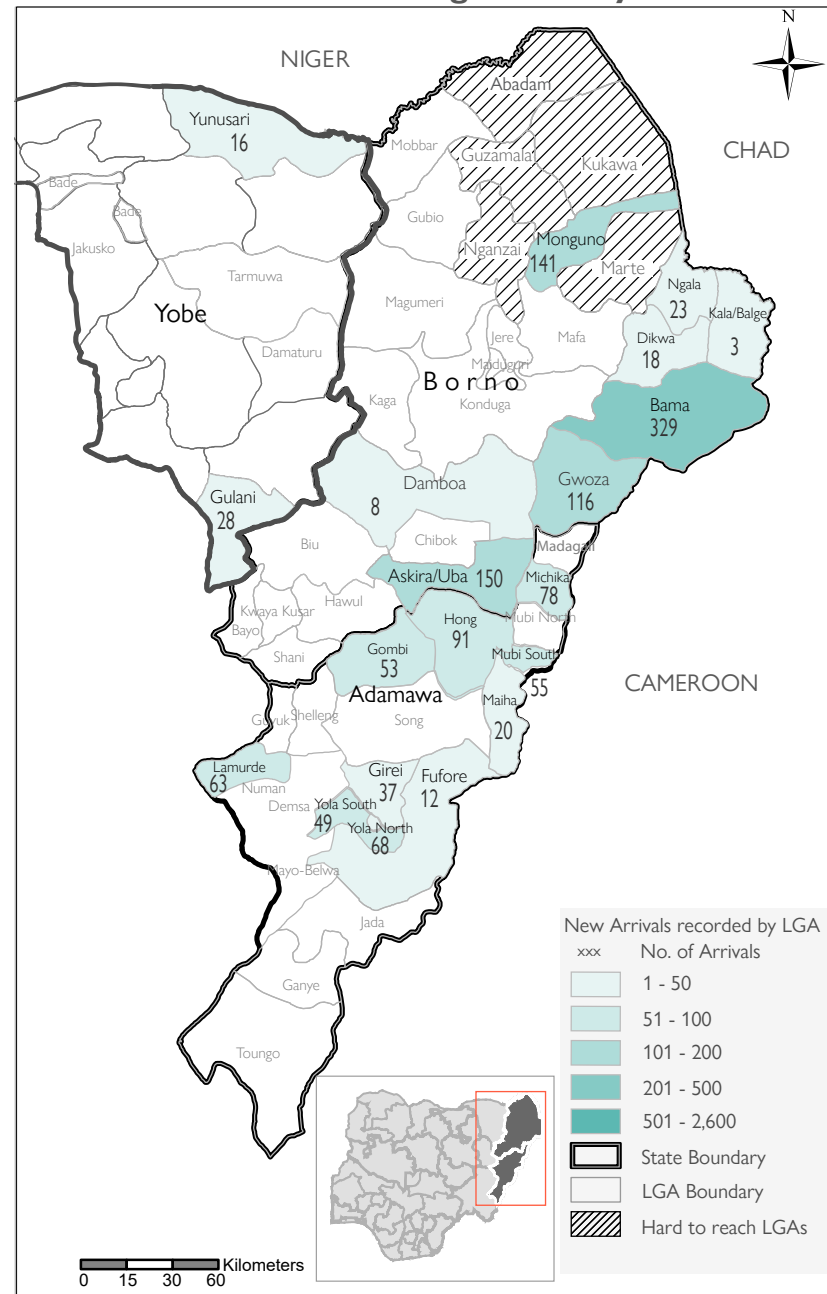 N
NIGER
CHAD
CAMEROON
Abadam
Yunusari
16
Mobbar
Guzamala
Kukawa
Bade
Bade
Gubio
Jakusko
Nganzai
Monguno
141
Marte
Tarmuwa
Ngala
23
Kala/Balge
3
Magumeri
Yobe
Jere
Mafa
Dikwa
18
Damaturu
Maiduguri
Borno
Kaga
Konduga
Bama
329
Damboa
8
Gwoza
116
Gulani
28
Biu
Chibok
Madagali
Askira/Uba 150
Michika
78
Hawul
Kwaya Kusar
Bayo
Hong
91
Mubi North
Shani
Gombi
53
Mubi South
55
Adamawa
Maiha
20
Guyuk
Shelleng
Song
Lamurde
63
Girei
37
Fufore
12
Numan
Demsa
Yola South
49
Yola North
68
Mayo-Belwa
Jada
Ganye
Toungo
New Arrivals recorded by LGA
xxx No. of Arrivals
1 - 50
51 - 100
101 - 200
201 - 500
501 - 2,600
State Boundary
LGA Boundary
Hard to reach LGAs
Kilometers
0 15 30 60